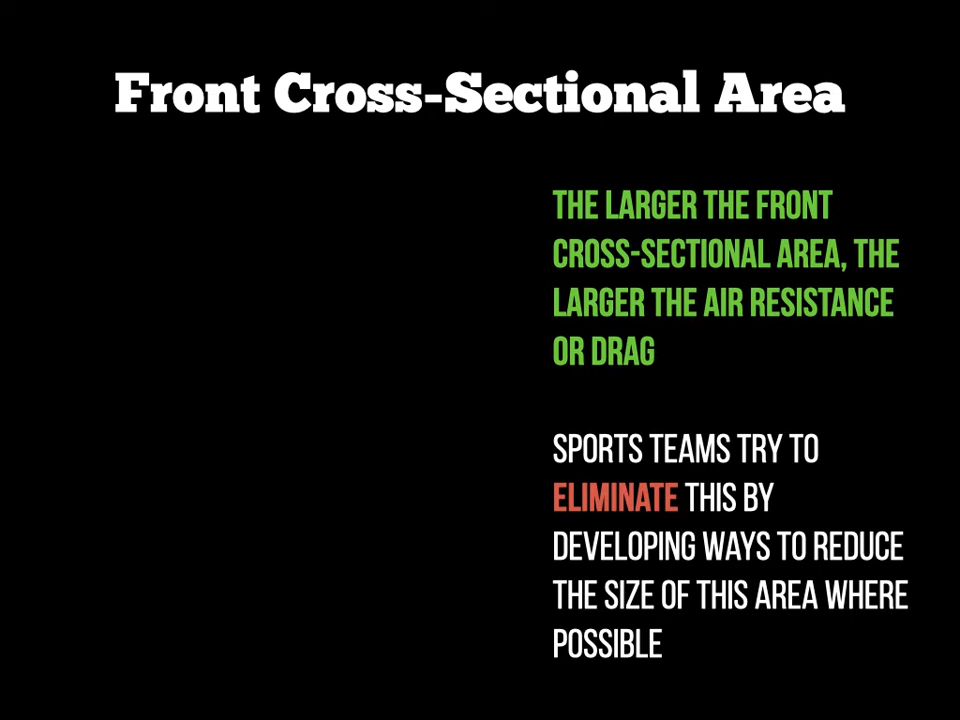 Front Cross-Sectional Area
THE LARGER THE FRONT
CROSS-SECTIONAL AREA, THE
LARGER THE AIR RESISTANCE
OR DRAG
SPORTS TEAMS TRY TO
ELIMINATE THIS BY
DEVELOPING WAYS TO REDUCE
THE SIZE OF THIS AREA WHERE
POSSIBLE